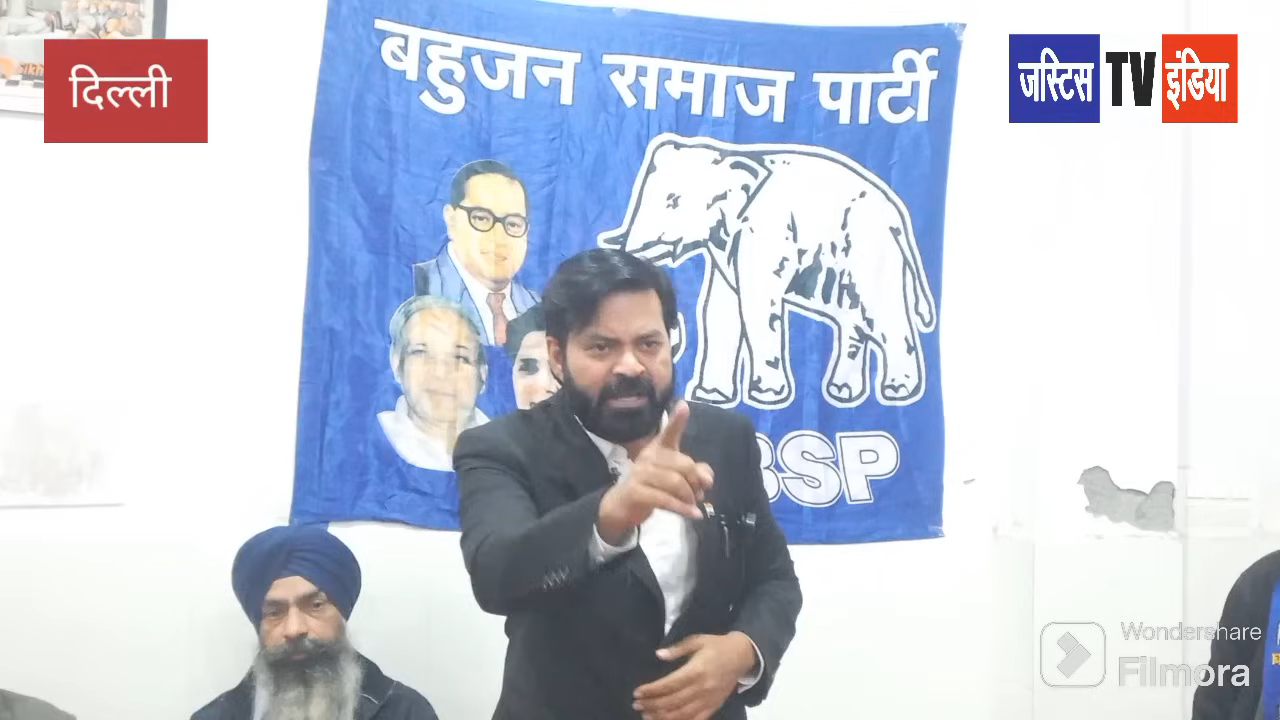 दिल्ली
बहुजन समाज पार्टी
जस्टिस TV इंडिया
BSP
Wondershare
Filmora